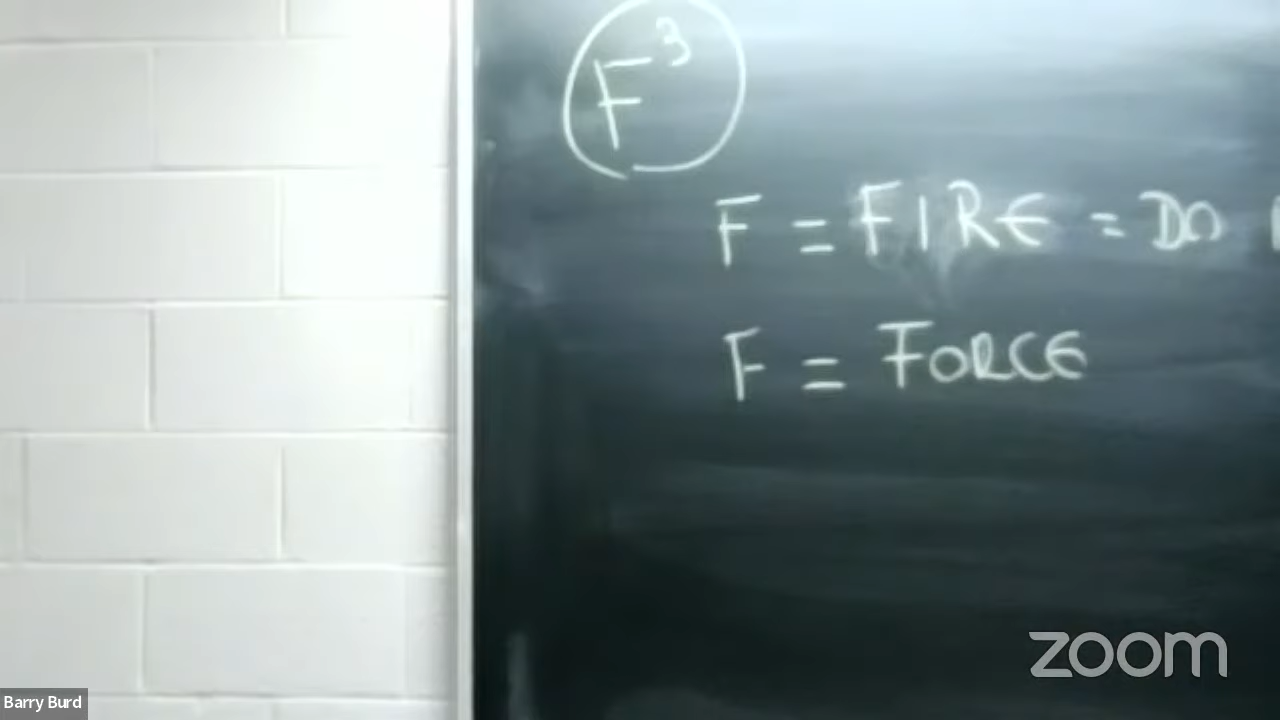 F³
F = FIRE = DO
F = FORCE
zoom
Barry Burd